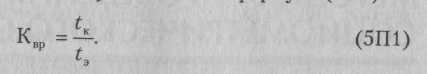 К_вр = t_к / t_э. (5П1)